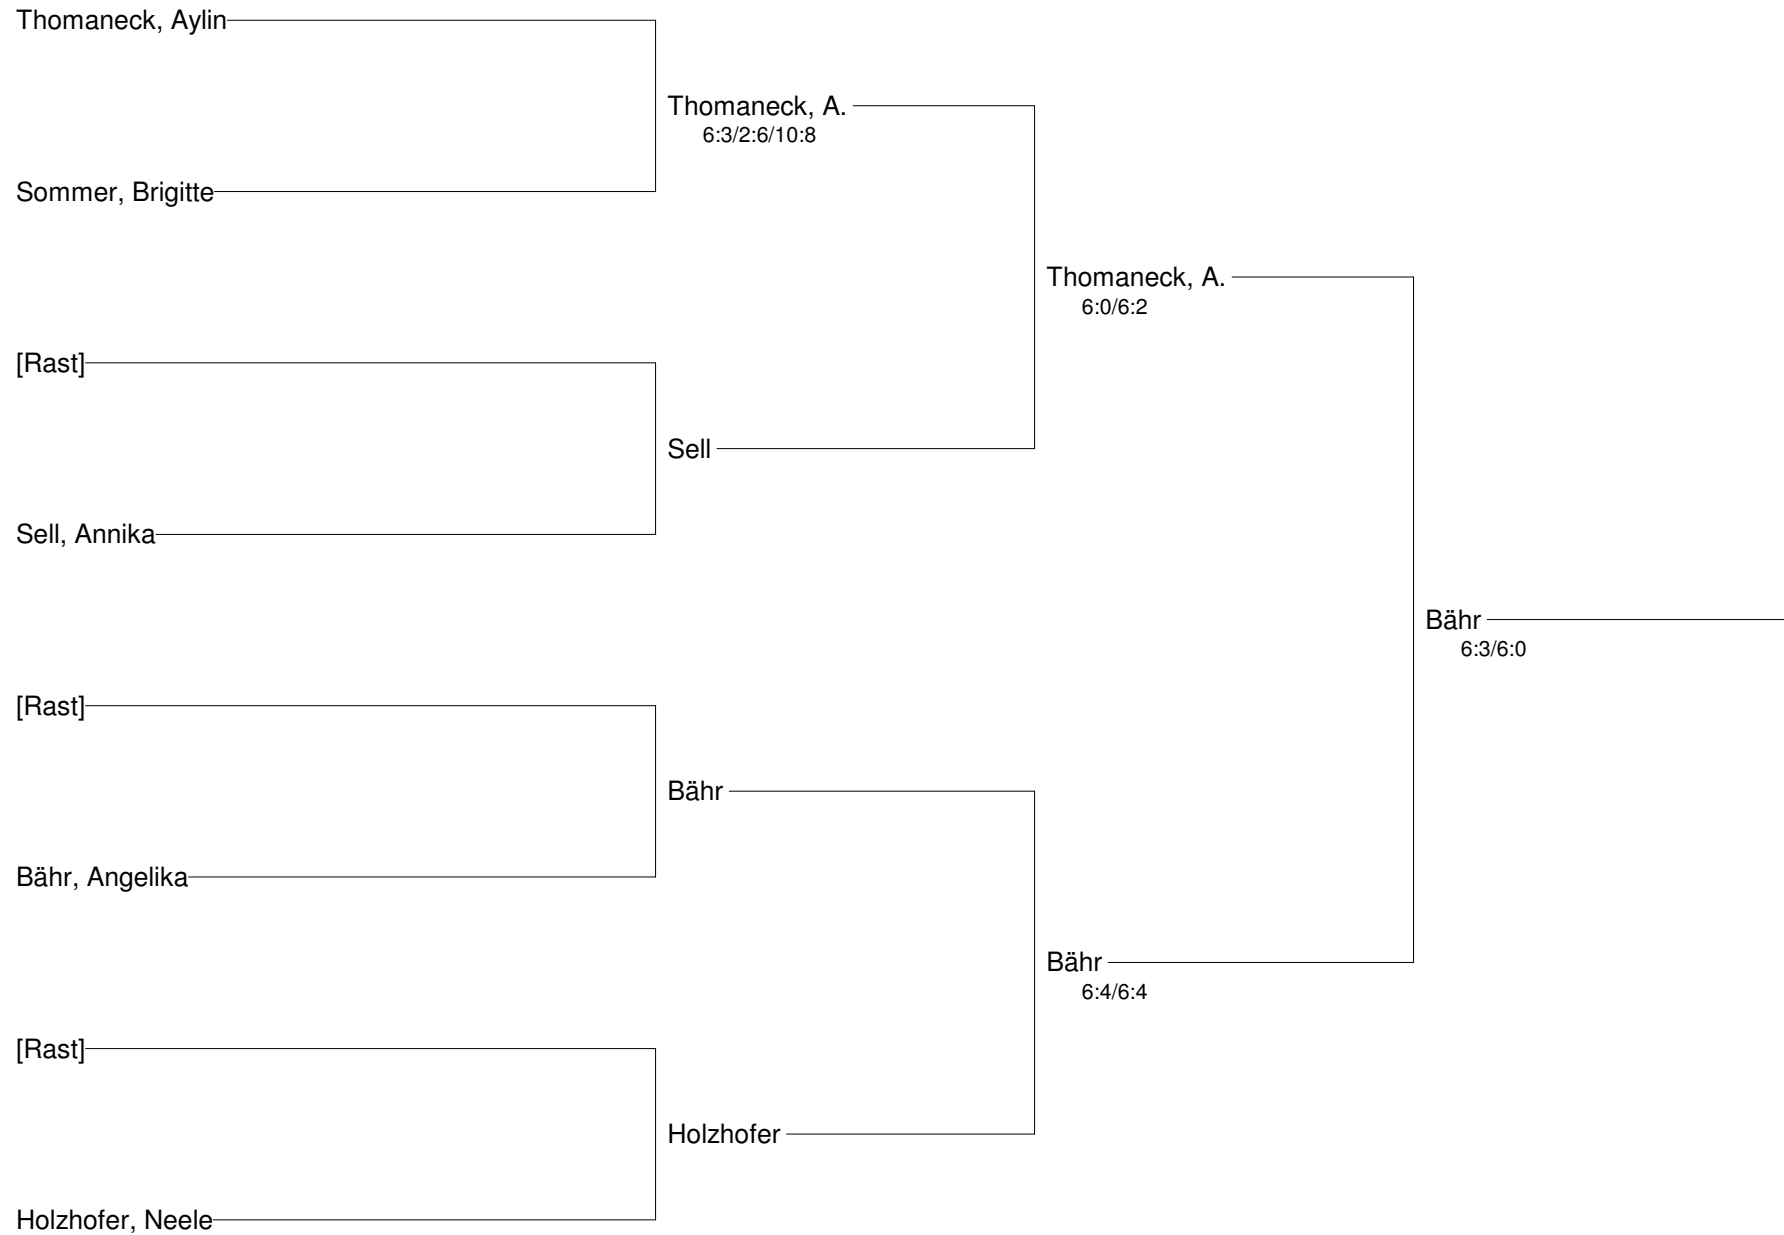 Thomaneck, Aylin
Thomaneck, A.
6:3/2:6/10:8
Sommer, Brigitte
Thomaneck, A.
6:0/6:2
[Rast]
Sell
Sell, Annika
Bähr
6:3/6:0
[Rast]
Bähr
Bähr, Angelika
Bähr
6:4/6:4
[Rast]
Holzhofer
Holzhofer, Neele